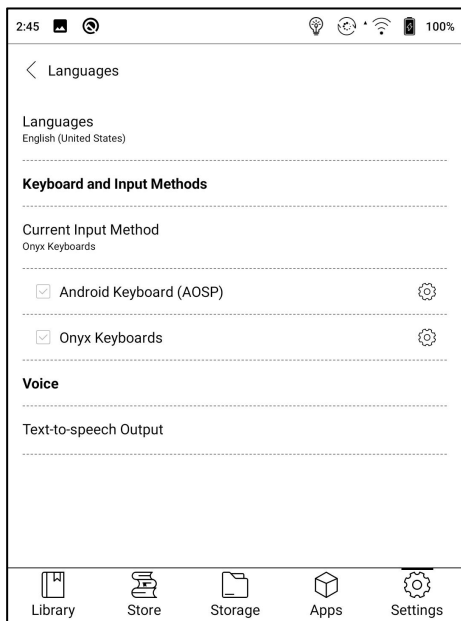 2:45 100%
Languages
Languages
English (United States)
Keyboard and Input Methods
Current Input Method
Onyx Keyboards
Android Keyboard (AOSP)
Onyx Keyboards
Voice
Text-to-speech Output
Library Store Storage Apps Settings